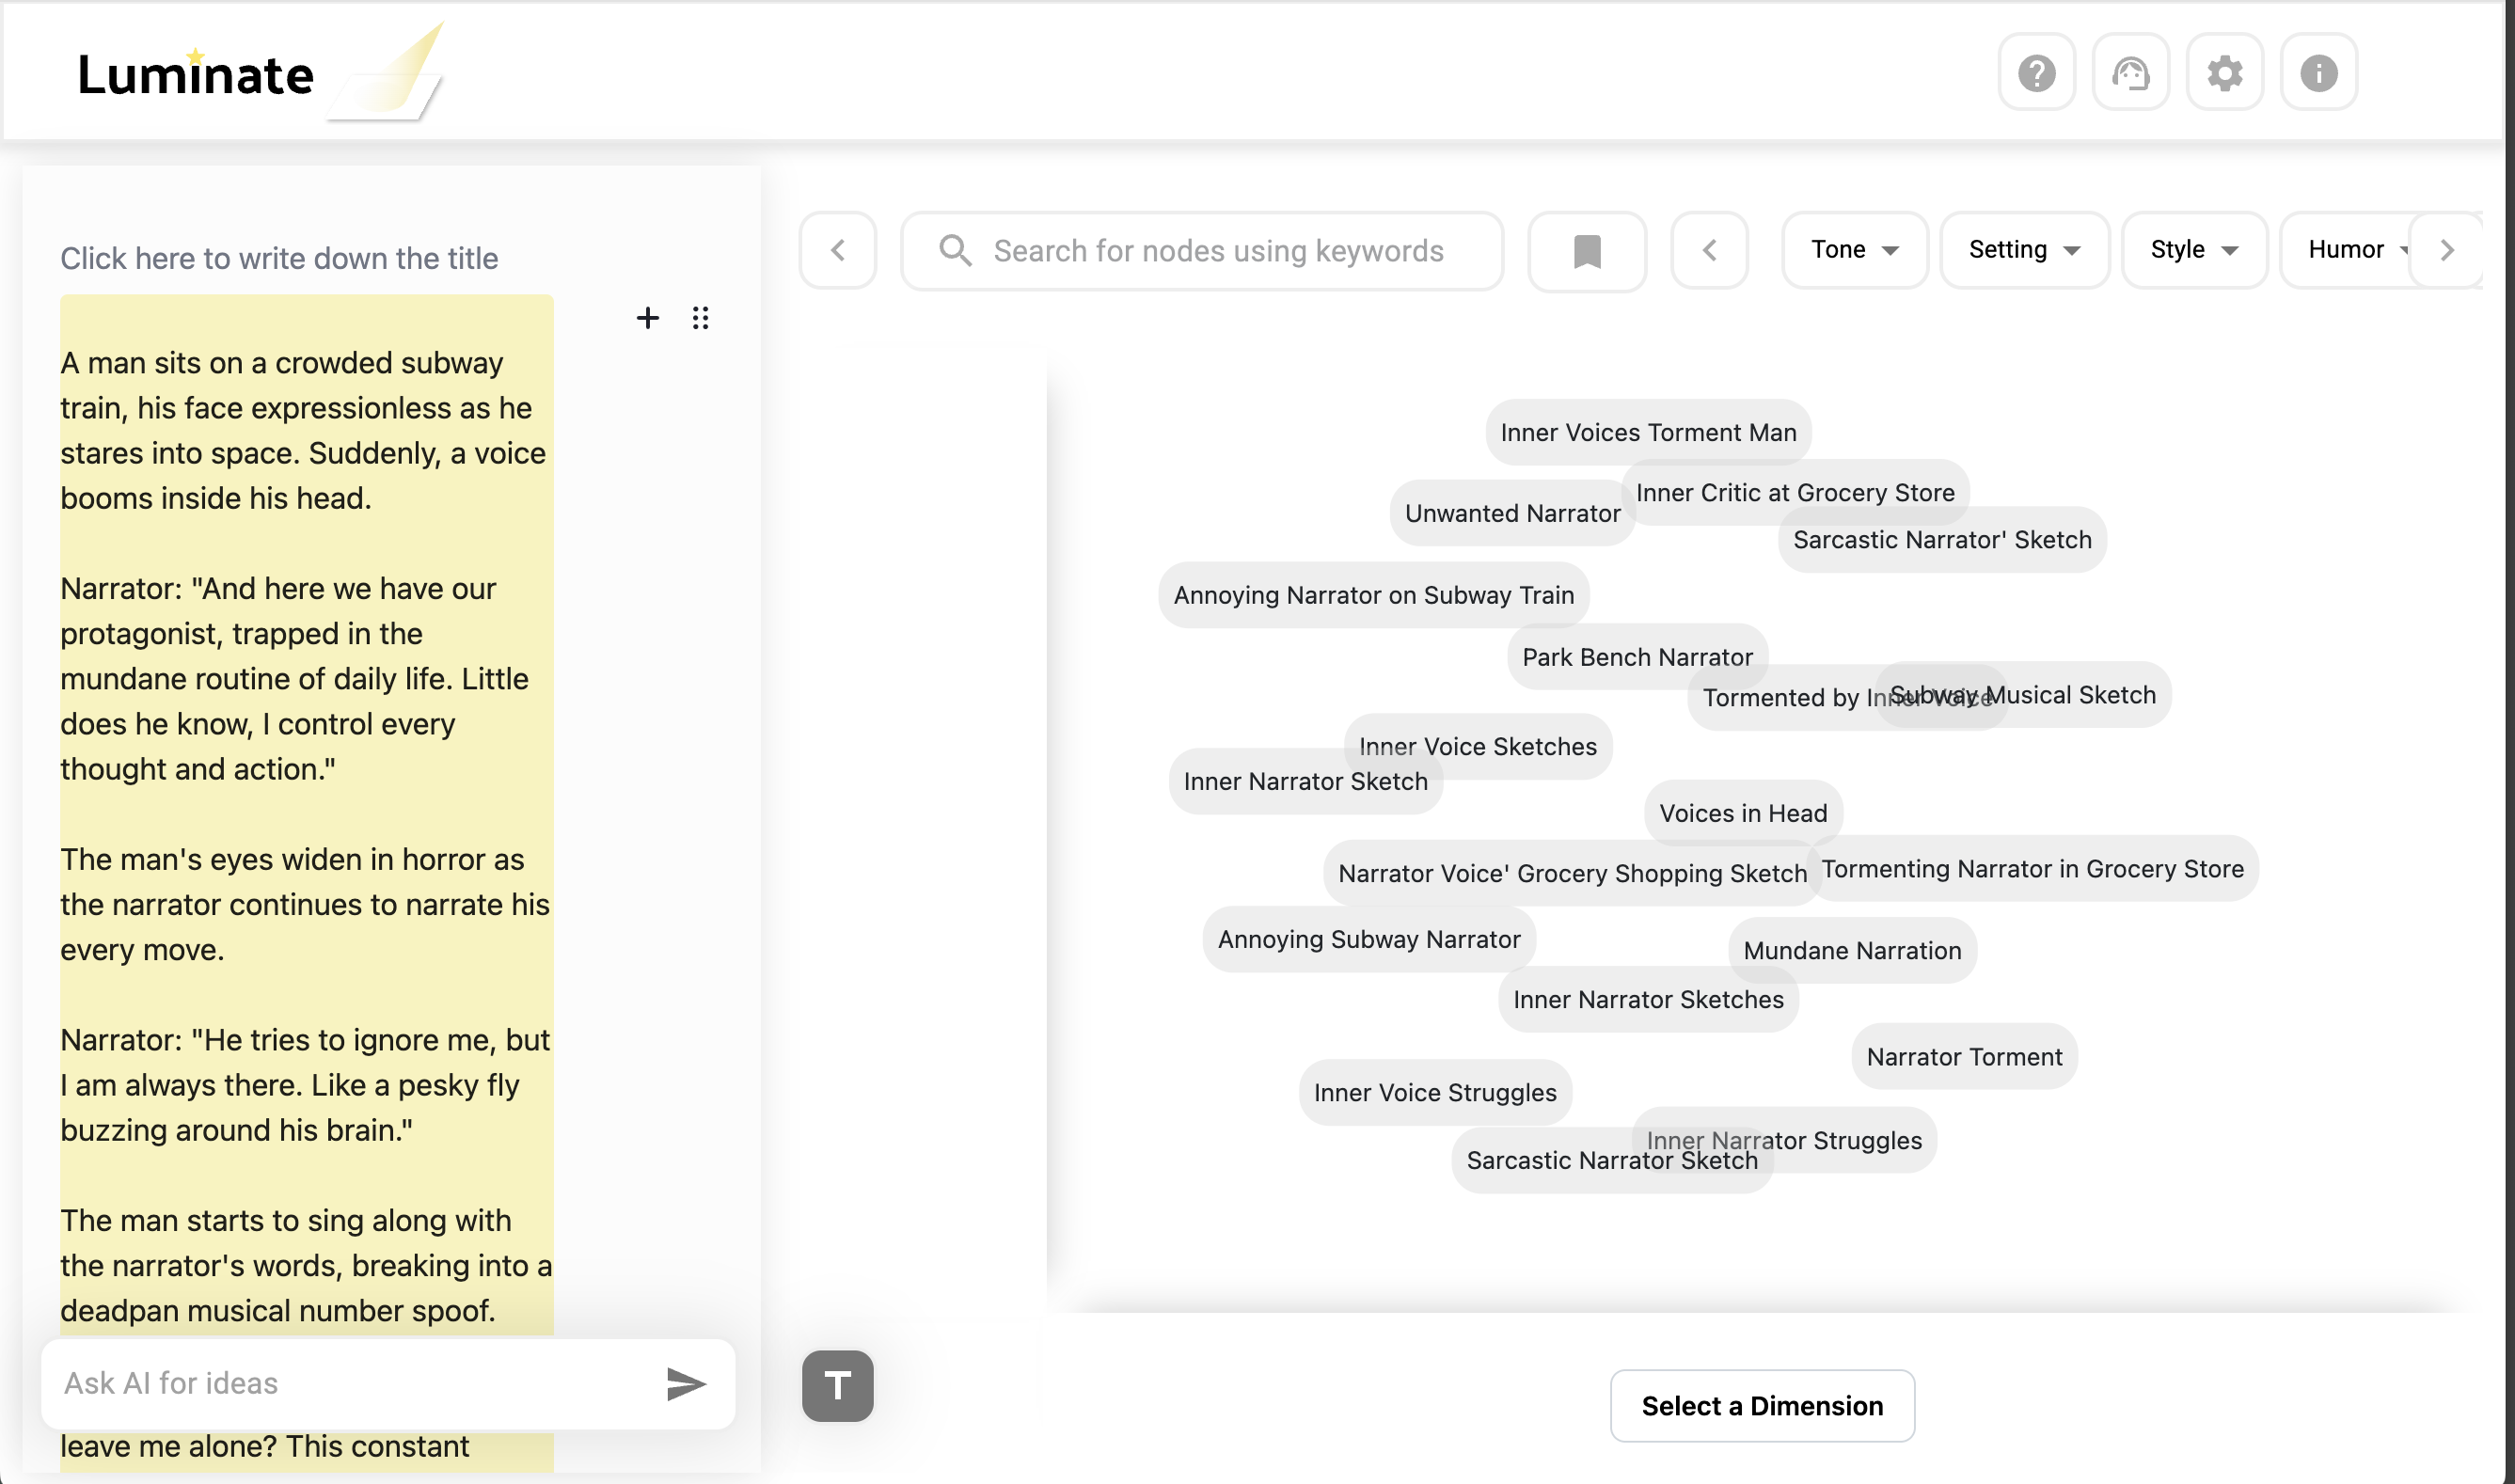 Luminate
Click here to write down the title
A man sits on a crowded subway
train, his face expressionless as he
stares into space. Suddenly, a voice
booms inside his head.
Narrator: "And here we have our
protagonist, trapped in the
mundane routine of daily life. Little
does he know, I control every
thought and action."
The man's eyes widen in horror as
the narrator continues to narrate his
every move.
Narrator: "He tries to ignore me, but
I am always there. Like a pesky fly
buzzing around his brain."
The man starts to sing along with
the narrator's words, breaking into a
deadpan musical number spoof.
Ask AI for ideas
leave me alone? This constant
Search for nodes using keywords
Tone
Setting
Style
Humor
Inner Voices Torment Man
Inner Critic at Grocery Store
Unwanted Narrator
Sarcastic Narrator' Sketch
Annoying Narrator on Subway Train
Park Bench Narrator
Tormented by Inner Voice
Subway Musical Sketch
Inner Voice Sketches
Inner Narrator Sketch
Voices in Head
Narrator Voice' Grocery Shopping Sketch
Tormenting Narrator in Grocery Store
Annoying Subway Narrator
Mundane Narration
Inner Narrator Sketches
Narrator Torment
Inner Voice Struggles
Inner Narrator Struggles
Sarcastic Narrator Sketch
T
Select a Dimension